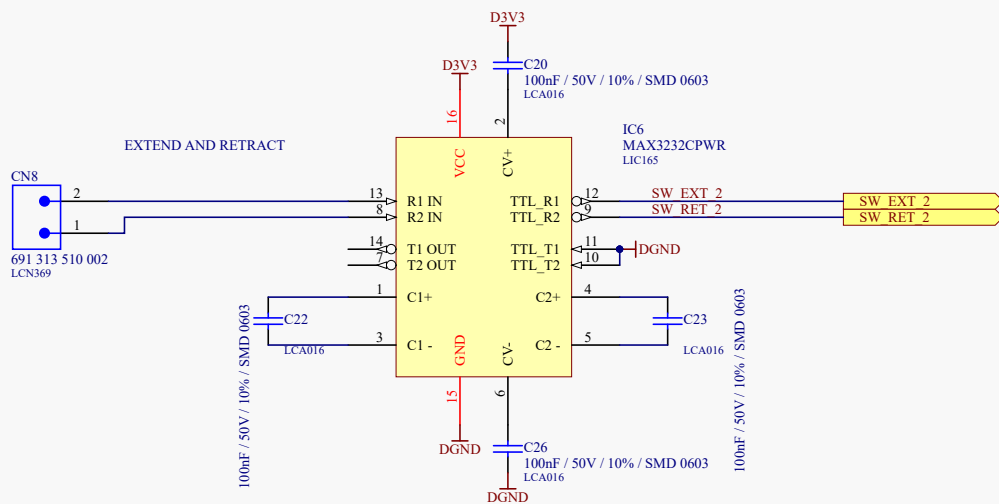 D3V3
C20
100nF / 50V / 10% / SMD 0603
LCA016
D3V3
16
2
IC6
MAX3232CPWR
LIC165
EXTEND AND RETRACT
VCC
CV+
CN8
2
1
691 313 510 002
LCN369
13
R1 IN
8
R2 IN
14
T1 OUT
7
T2 OUT
TTL_R1
12
SW_EXT_2
SW_EXT_2
TTL_R2
9
SW_RET_2
SW_RET_2
TTL_T1
11
TTL_T2
10
DGND
1
C1+
C2+
4
C22
LCA016
100nF / 50V / 10% / SMD 0603
3
C1 -
C2 -
5
C23
LCA016
100nF / 50V / 10% / SMD 0603
GND
CV-
15
6
DGND
C26
100nF / 50V / 10% / SMD 0603
LCA016
DGND